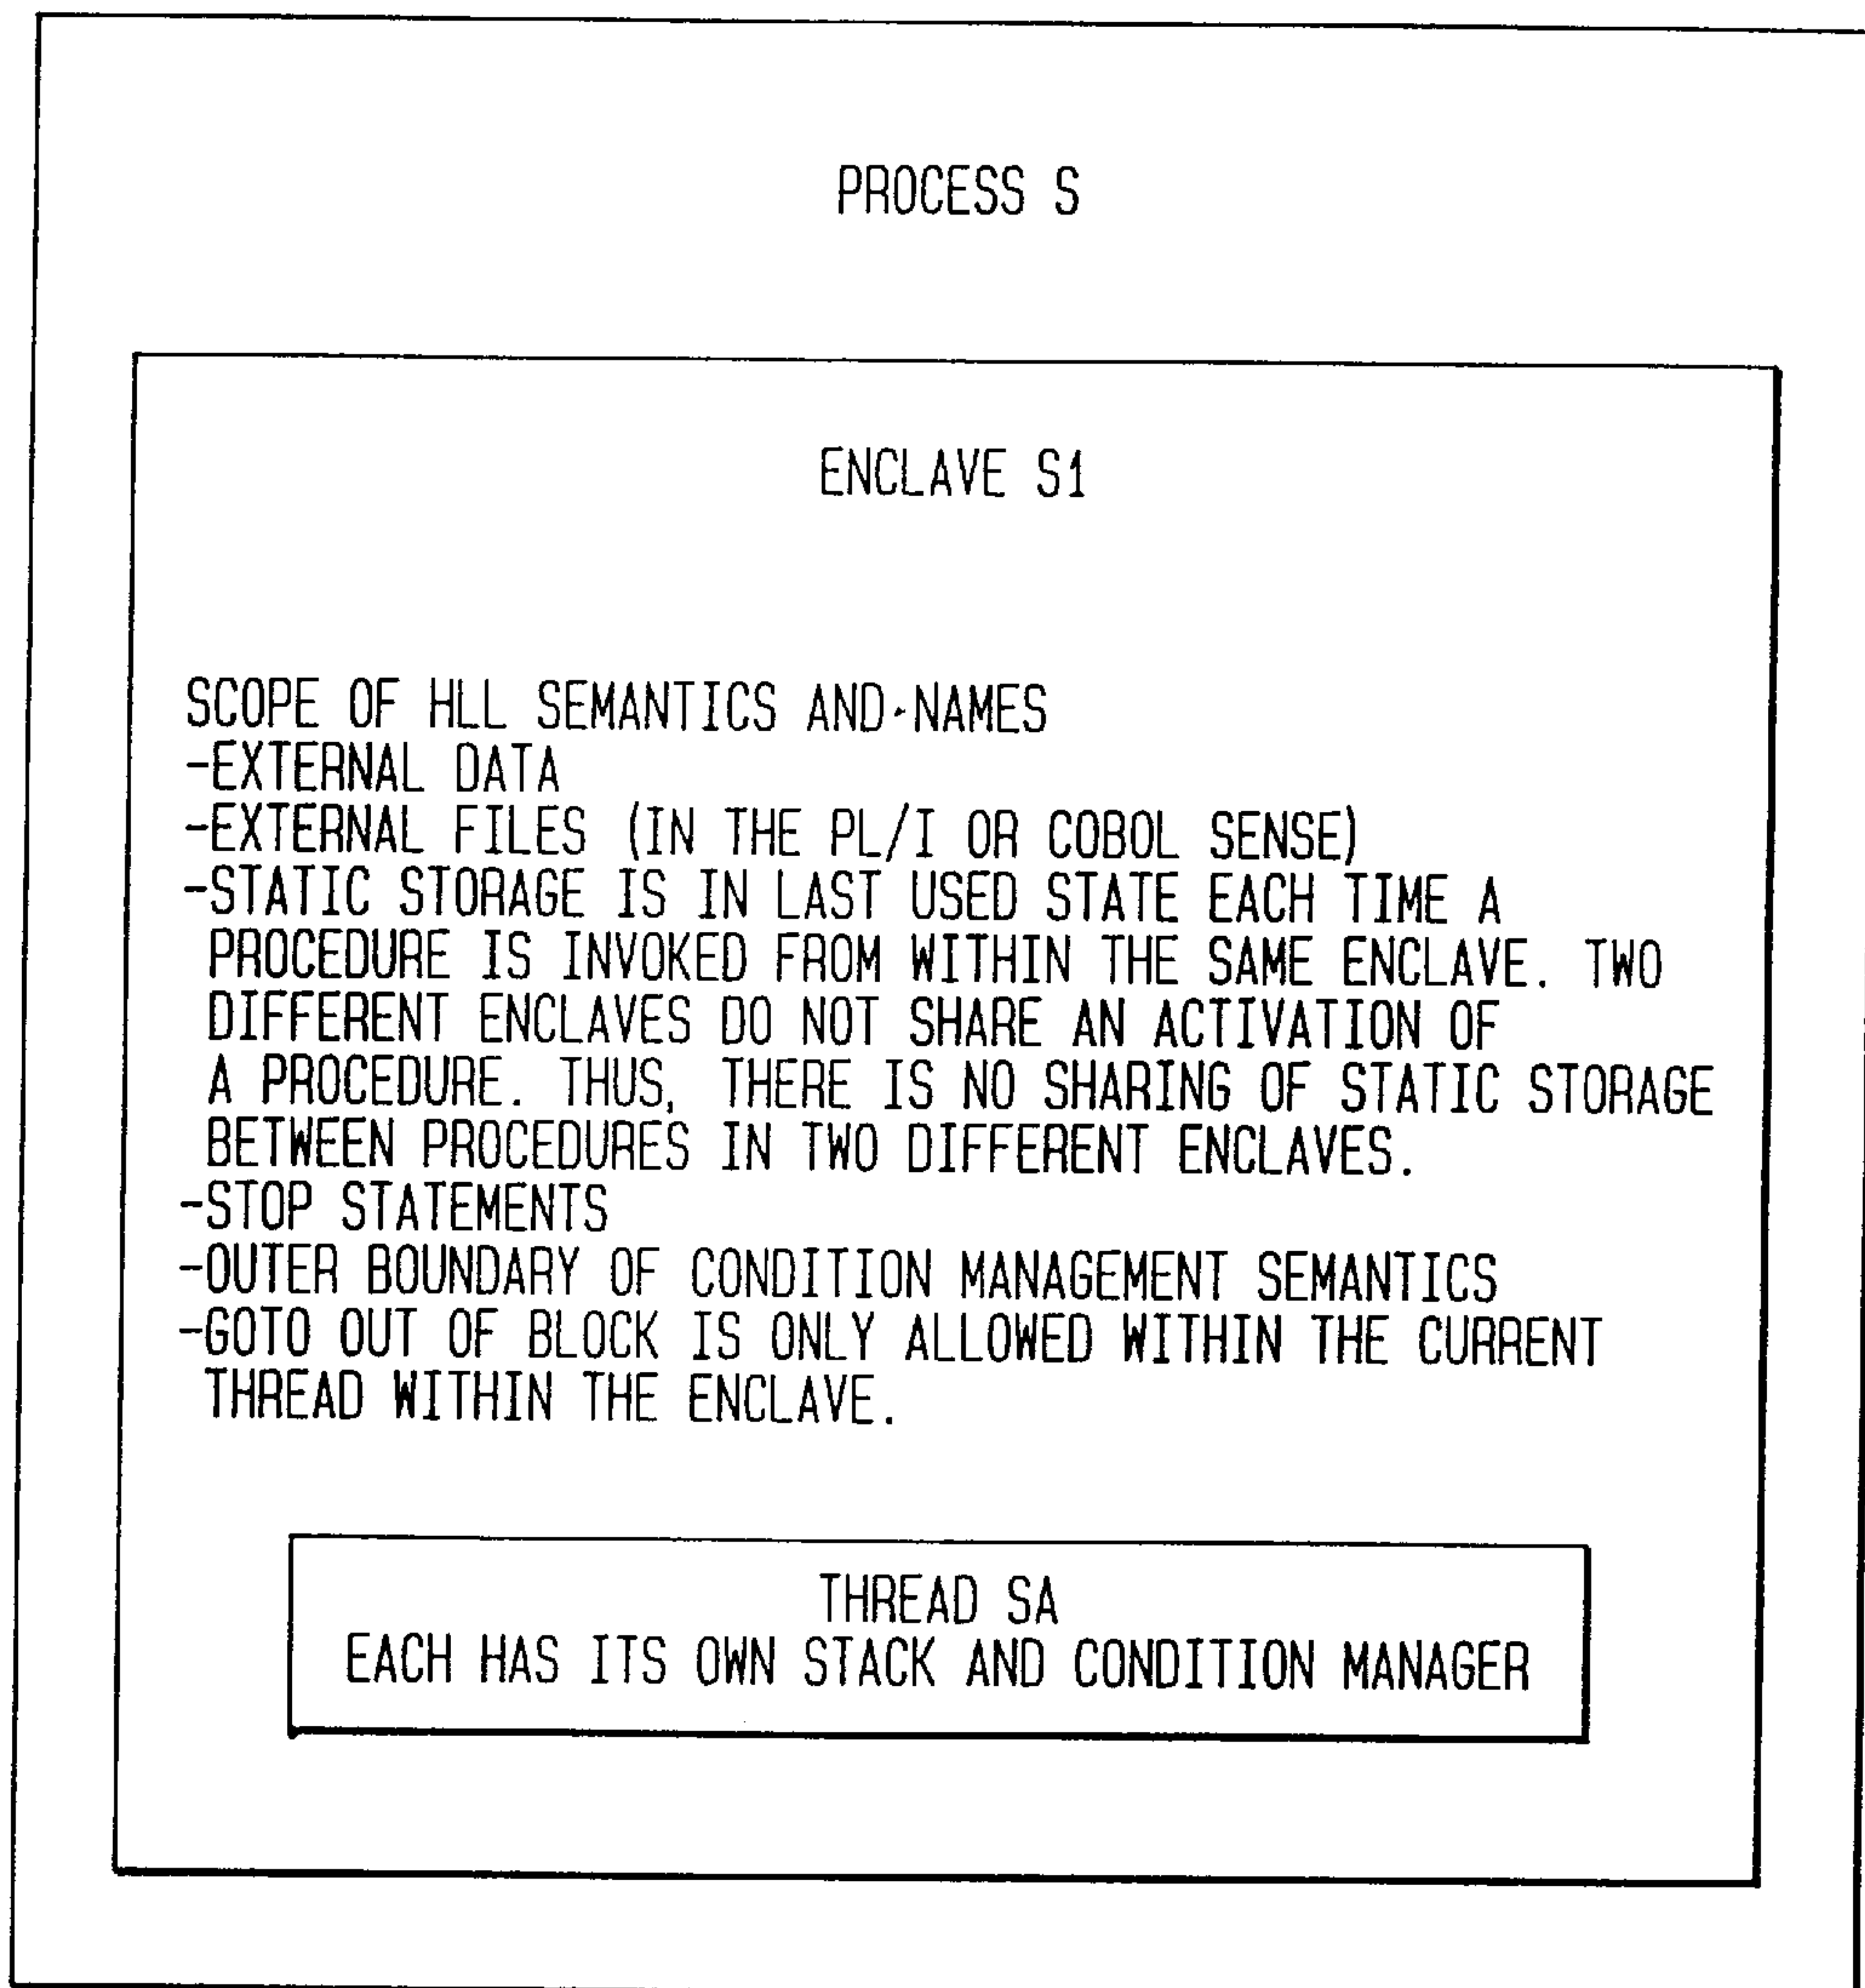 PROCESS S
ENCLAVE S1
SCOPE OF HLL SEMANTICS AND NAMES
-EXTERNAL DATA
-EXTERNAL FILES (IN THE PL/I OR COBOL SENSE)
-STATIC STORAGE IS IN LAST USED STATE EACH TIME A
PROCEDURE IS INVOKED FROM WITHIN THE SAME ENCLAVE. TWO
DIFFERENT ENCLAVES DO NOT SHARE AN ACTIVATION OF
A PROCEDURE. THUS, THERE IS NO SHARING OF STATIC STORAGE
BETWEEN PROCEDURES IN TWO DIFFERENT ENCLAVES.
-STOP STATEMENTS
-OUTER BOUNDARY OF CONDITION MANAGEMENT SEMANTICS
-GOTO OUT OF BLOCK IS ONLY ALLOWED WITHIN THE CURRENT
THREAD WITHIN THE ENCLAVE.
THREAD SA
EACH HAS ITS OWN STACK AND CONDITION MANAGER